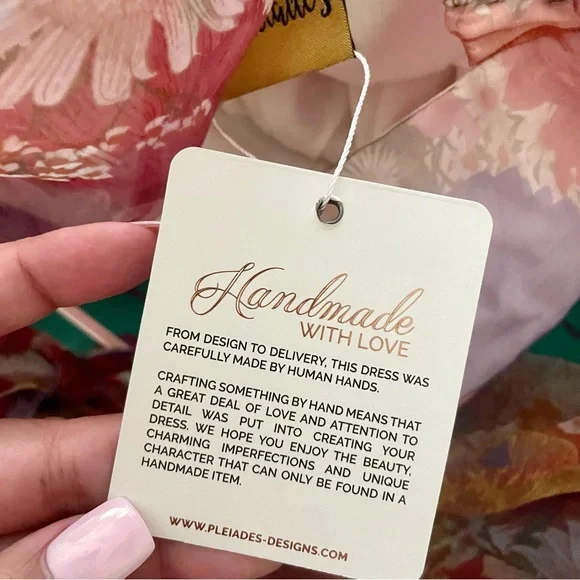 Handmade
WITH LOVE
FROM DESIGN TO DELIVERY, THIS DRESS WAS
CAREFULLY MADE BY HUMAN HANDS.
CRAFTING SOMETHING BY HAND MEANS THAT
A GREAT DEAL OF LOVE AND ATTENTION TO
DETAIL WAS PUT INTO CREATING YOUR
DRESS. WE HOPE YOU ENJOY THE BEAUTY,
CHARMING IMPERFECTIONS AND UNIQUE
CHARACTER THAT CAN ONLY BE FOUND IN A
HANDMADE ITEM.
WWW.PLEIADES-DESIGNS.COM